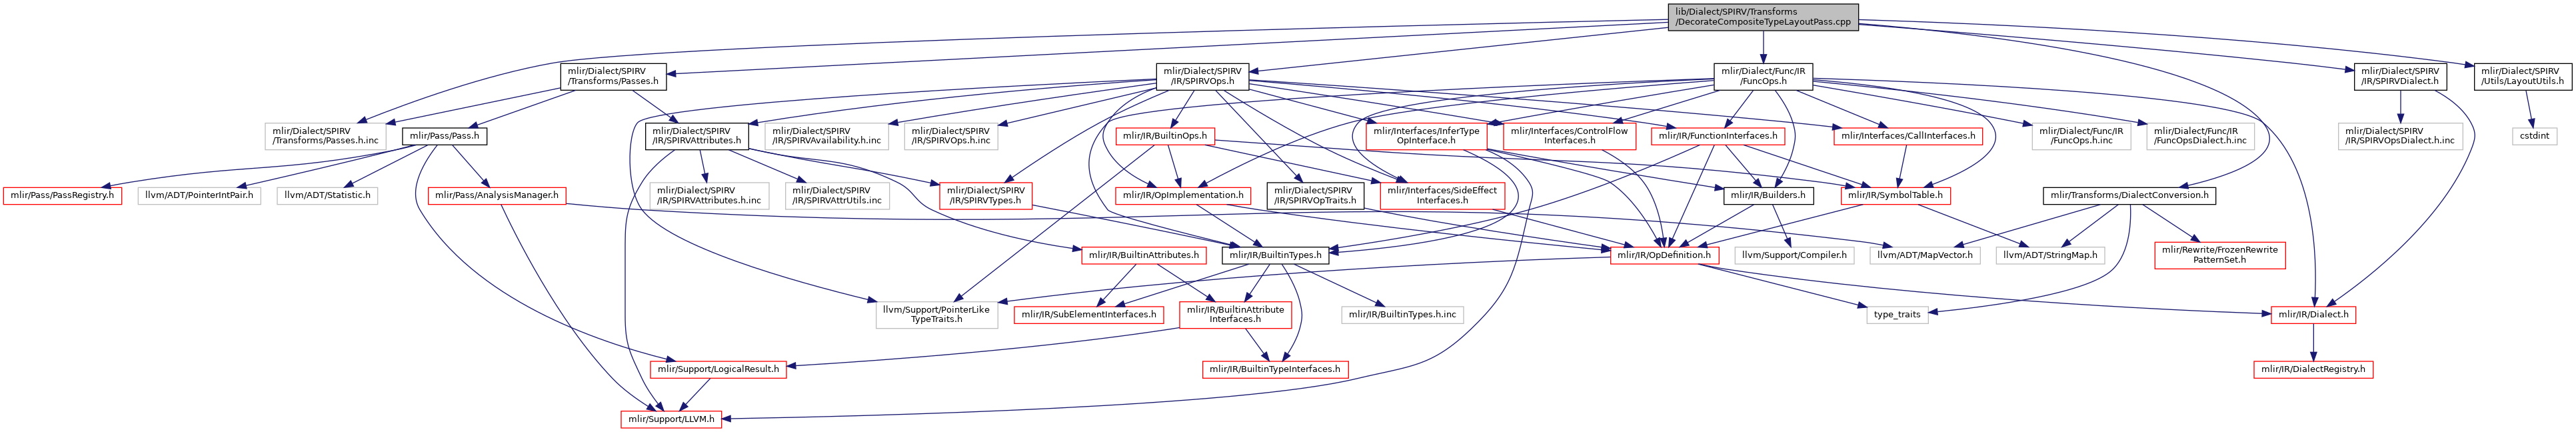 lib/Dialect/SPIRV/Transforms
/DecorateCompositeTypeLayoutPass.cpp
mlir/Dialect/SPIRV
/Transforms/Passes.h
mlir/Dialect/SPIRV
/IR/SPIRVOps.h
mlir/Dialect/Func/IR
/FuncOps.h
mlir/Dialect/SPIRV
/IR/SPIRVDialect.h
mlir/Dialect/SPIRV
/Utils/LayoutUtils.h
mlir/Dialect/SPIRV
/Transforms/Passes.h.inc
mlir/Pass/Pass.h
mlir/Dialect/SPIRV
/IR/SPIRVAttributes.h
mlir/Dialect/SPIRV
/IR/SPIRVAvailability.h.inc
mlir/Dialect/SPIRV
/IR/SPIRVOps.h.inc
mlir/IR/BuiltinOps.h
mlir/Interfaces/InferType
OpInterface.h
mlir/Interfaces/ControlFlow
Interfaces.h
mlir/IR/FunctionInterfaces.h
mlir/Interfaces/CallInterfaces.h
mlir/Dialect/Func/IR
/FuncOps.h.inc
mlir/Dialect/Func/IR
/FuncOpsDialect.h.inc
mlir/Dialect/SPIRV
/IR/SPIRVOpsDialect.h.inc
cstdint
mlir/Pass/PassRegistry.h
llvm/ADT/PointerIntPair.h
llvm/ADT/Statistic.h
mlir/Pass/AnalysisManager.h
mlir/Dialect/SPIRV
/IR/SPIRVAttributes.h.inc
mlir/Dialect/SPIRV
/IR/SPIRVAttrUtils.inc
mlir/Dialect/SPIRV
/IR/SPIRVTypes.h
mlir/IR/OpImplementation.h
mlir/Dialect/SPIRV
/IR/SPIRVOpTraits.h
mlir/Interfaces/SideEffect
Interfaces.h
mlir/IR/Builders.h
mlir/IR/SymbolTable.h
mlir/Transforms/DialectConversion.h
mlir/IR/BuiltinAttributes.h
mlir/IR/BuiltinTypes.h
mlir/IR/OpDefinition.h
llvm/Support/Compiler.h
llvm/ADT/MapVector.h
llvm/ADT/StringMap.h
mlir/Rewrite/FrozenRewrite
PatternSet.h
llvm/Support/PointerLike
TypeTraits.h
mlir/IR/SubElementInterfaces.h
mlir/IR/BuiltinAttribute
Interfaces.h
mlir/IR/BuiltinTypes.h.inc
type_traits
mlir/IR/Dialect.h
mlir/Support/LogicalResult.h
mlir/IR/BuiltinTypeInterfaces.h
mlir/IR/DialectRegistry.h
mlir/Support/LLVM.h